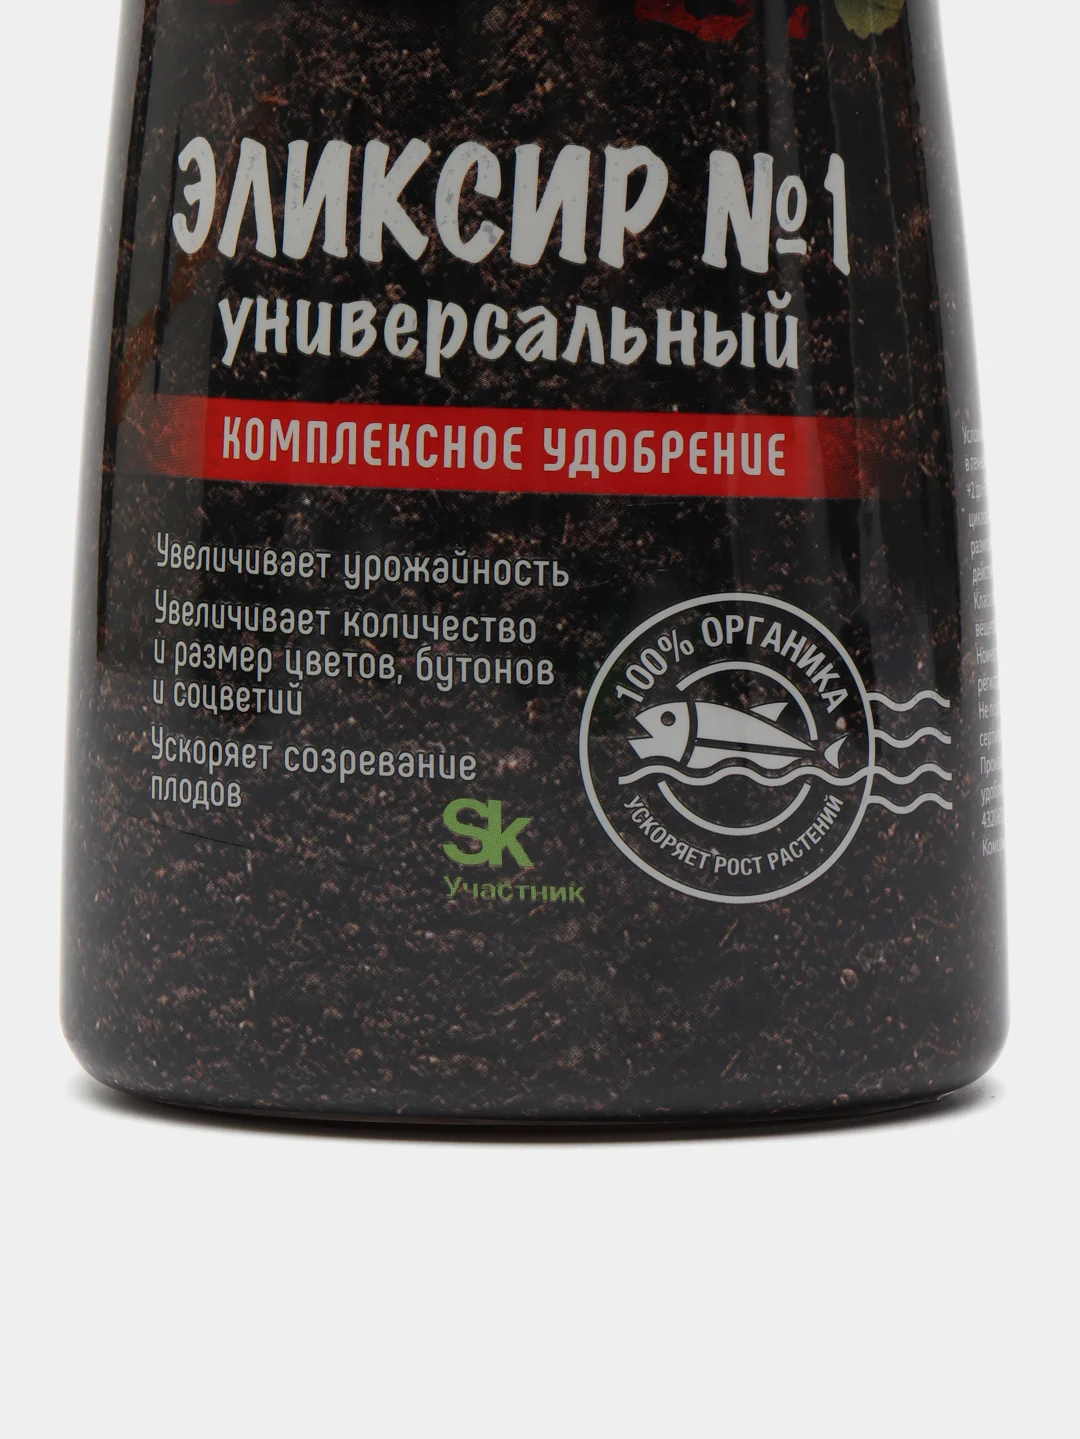 ЭЛИКСИР №1
универсальный
КОМПЛЕКСНОЕ УДОБРЕНИЕ
Увеличивает урожайность
Увеличивает количество
и размер цветов, бутонов
и соцветий
Ускоряет созревание
плодов
Sk
Участник
100% ОРГАНИКА
УСКОРЯЕТ РОСТ РАСТЕНИЙ